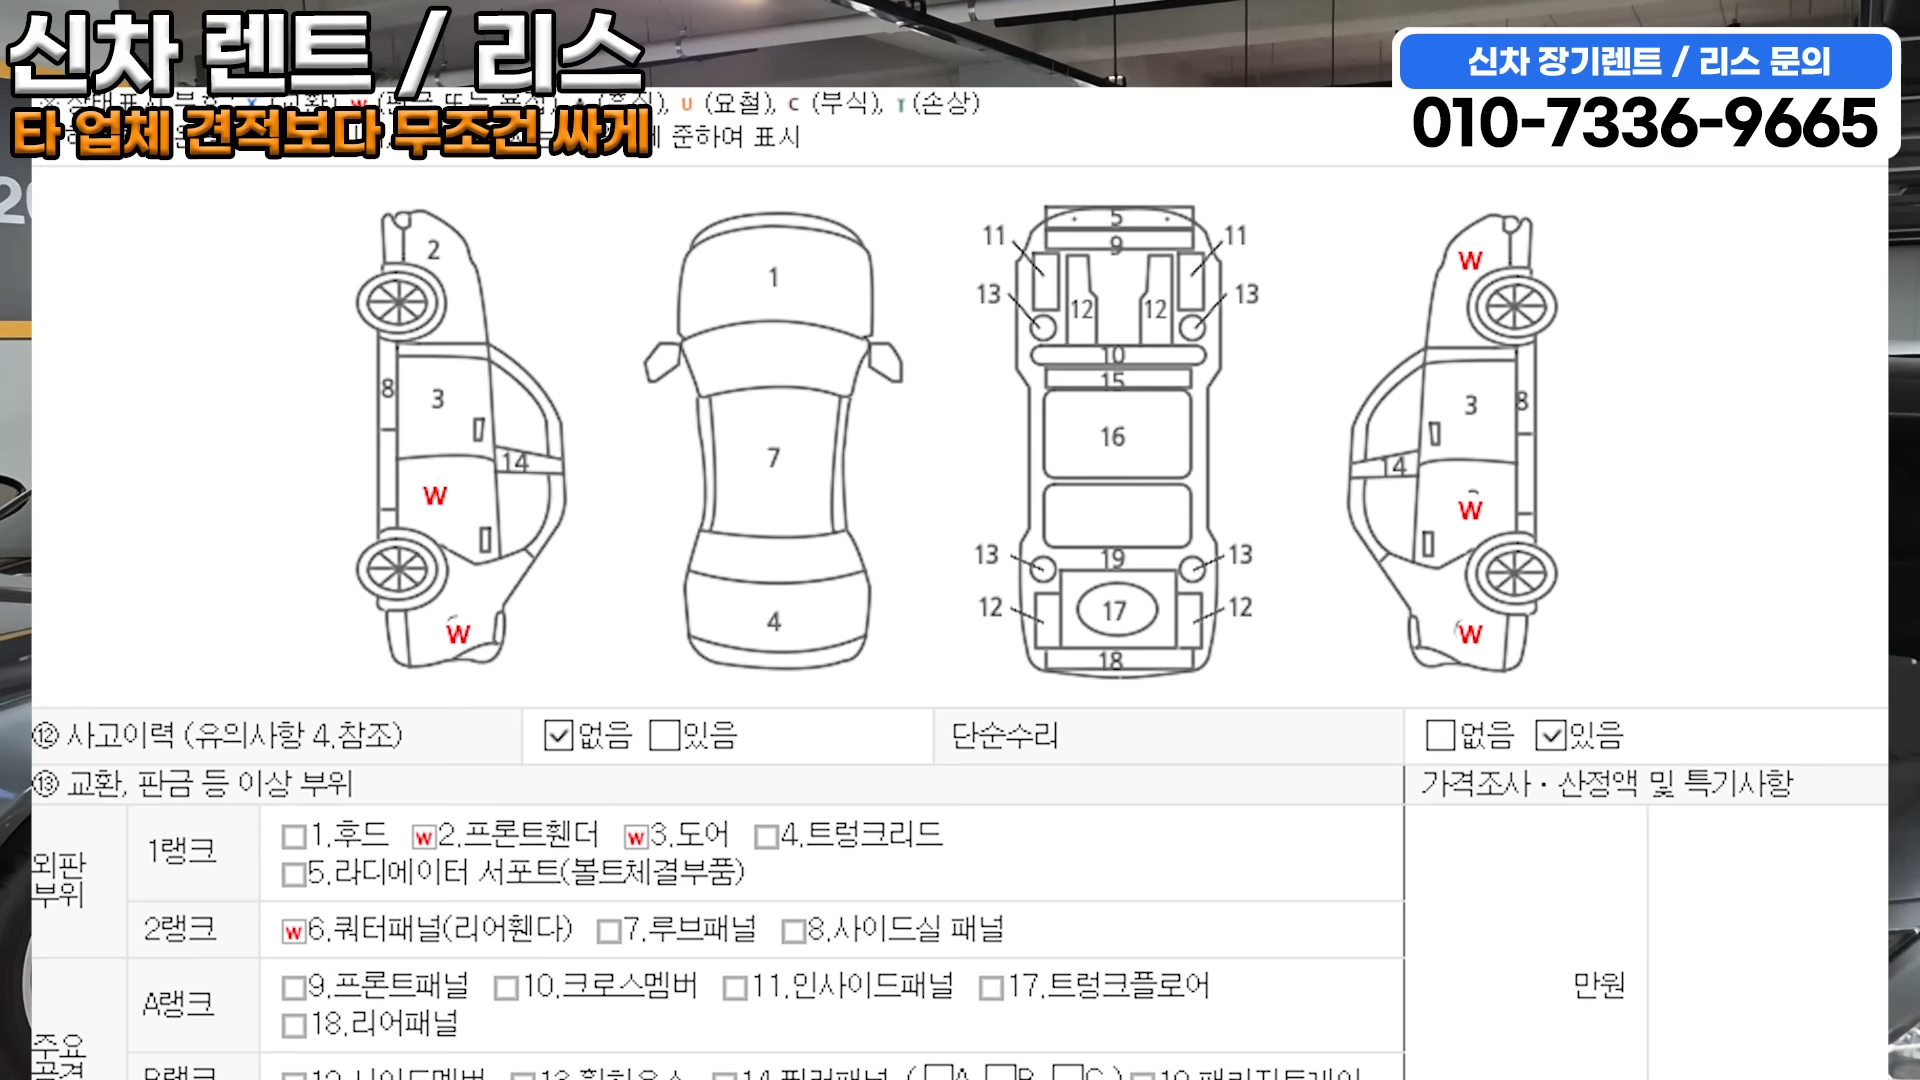 신차 렌트 / 리스
타 업체 견적보다 무조건 싸게
신차 장기렌트 / 리스 문의
010-7336-9665
U (요철), C (부식), T (손상)
준하여 표시
2 8 3 14 W W
1 7 4
5 9 11 11 13 13 12 12 10 15 16 19 13 13 12 12 17 18
W 3 8 14 W W
⑫ 사고이력 (유의사항 4.참조) 없음 있음 단순수리 없음 있음
⑬ 교환, 판금 등 이상 부위 가격조사 · 산정액 및 특기사항
외판 부위
1랭크 1.후드 W 2.프론트휀더 W 3.도어 4.트렁크리드
5.라디에이터 서포트(볼트체결부품)
2랭크 W 6.쿼터패널(리어휀다) 7.루브패널 8.사이드실 패널
A랭크 9.프론트패널 10.크로스멤버 11.인사이드패널 17.트렁크플로어
18.리어패널
만원
주요